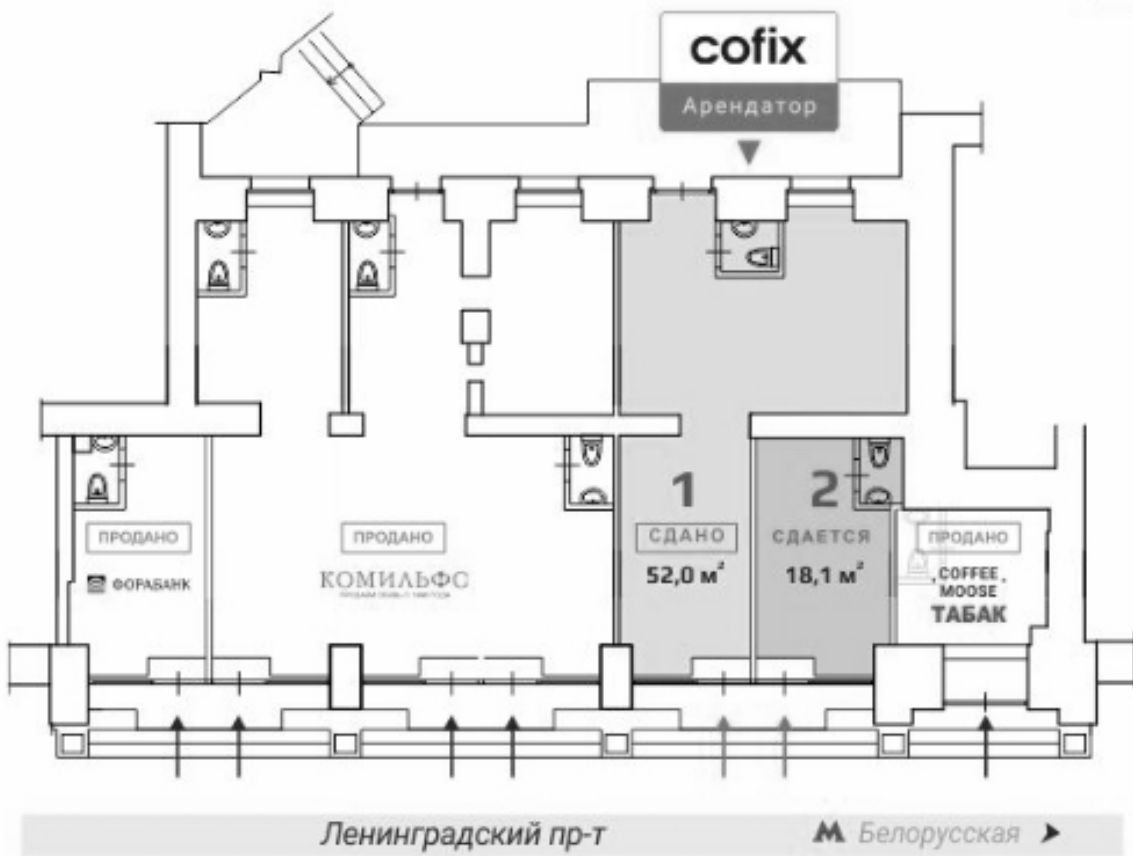 cofix
Арендатор
1
СДАНО
52,0 м²
2
СДАЕТСЯ
18,1 м²
ПРОДАНО
ФОРАБАНК
ПРОДАНО
КОМИЛЬФО
ПРОДАНО
COFFEE
MOOSE
ТАБАК
Ленинградский пр-т
М Белорусская